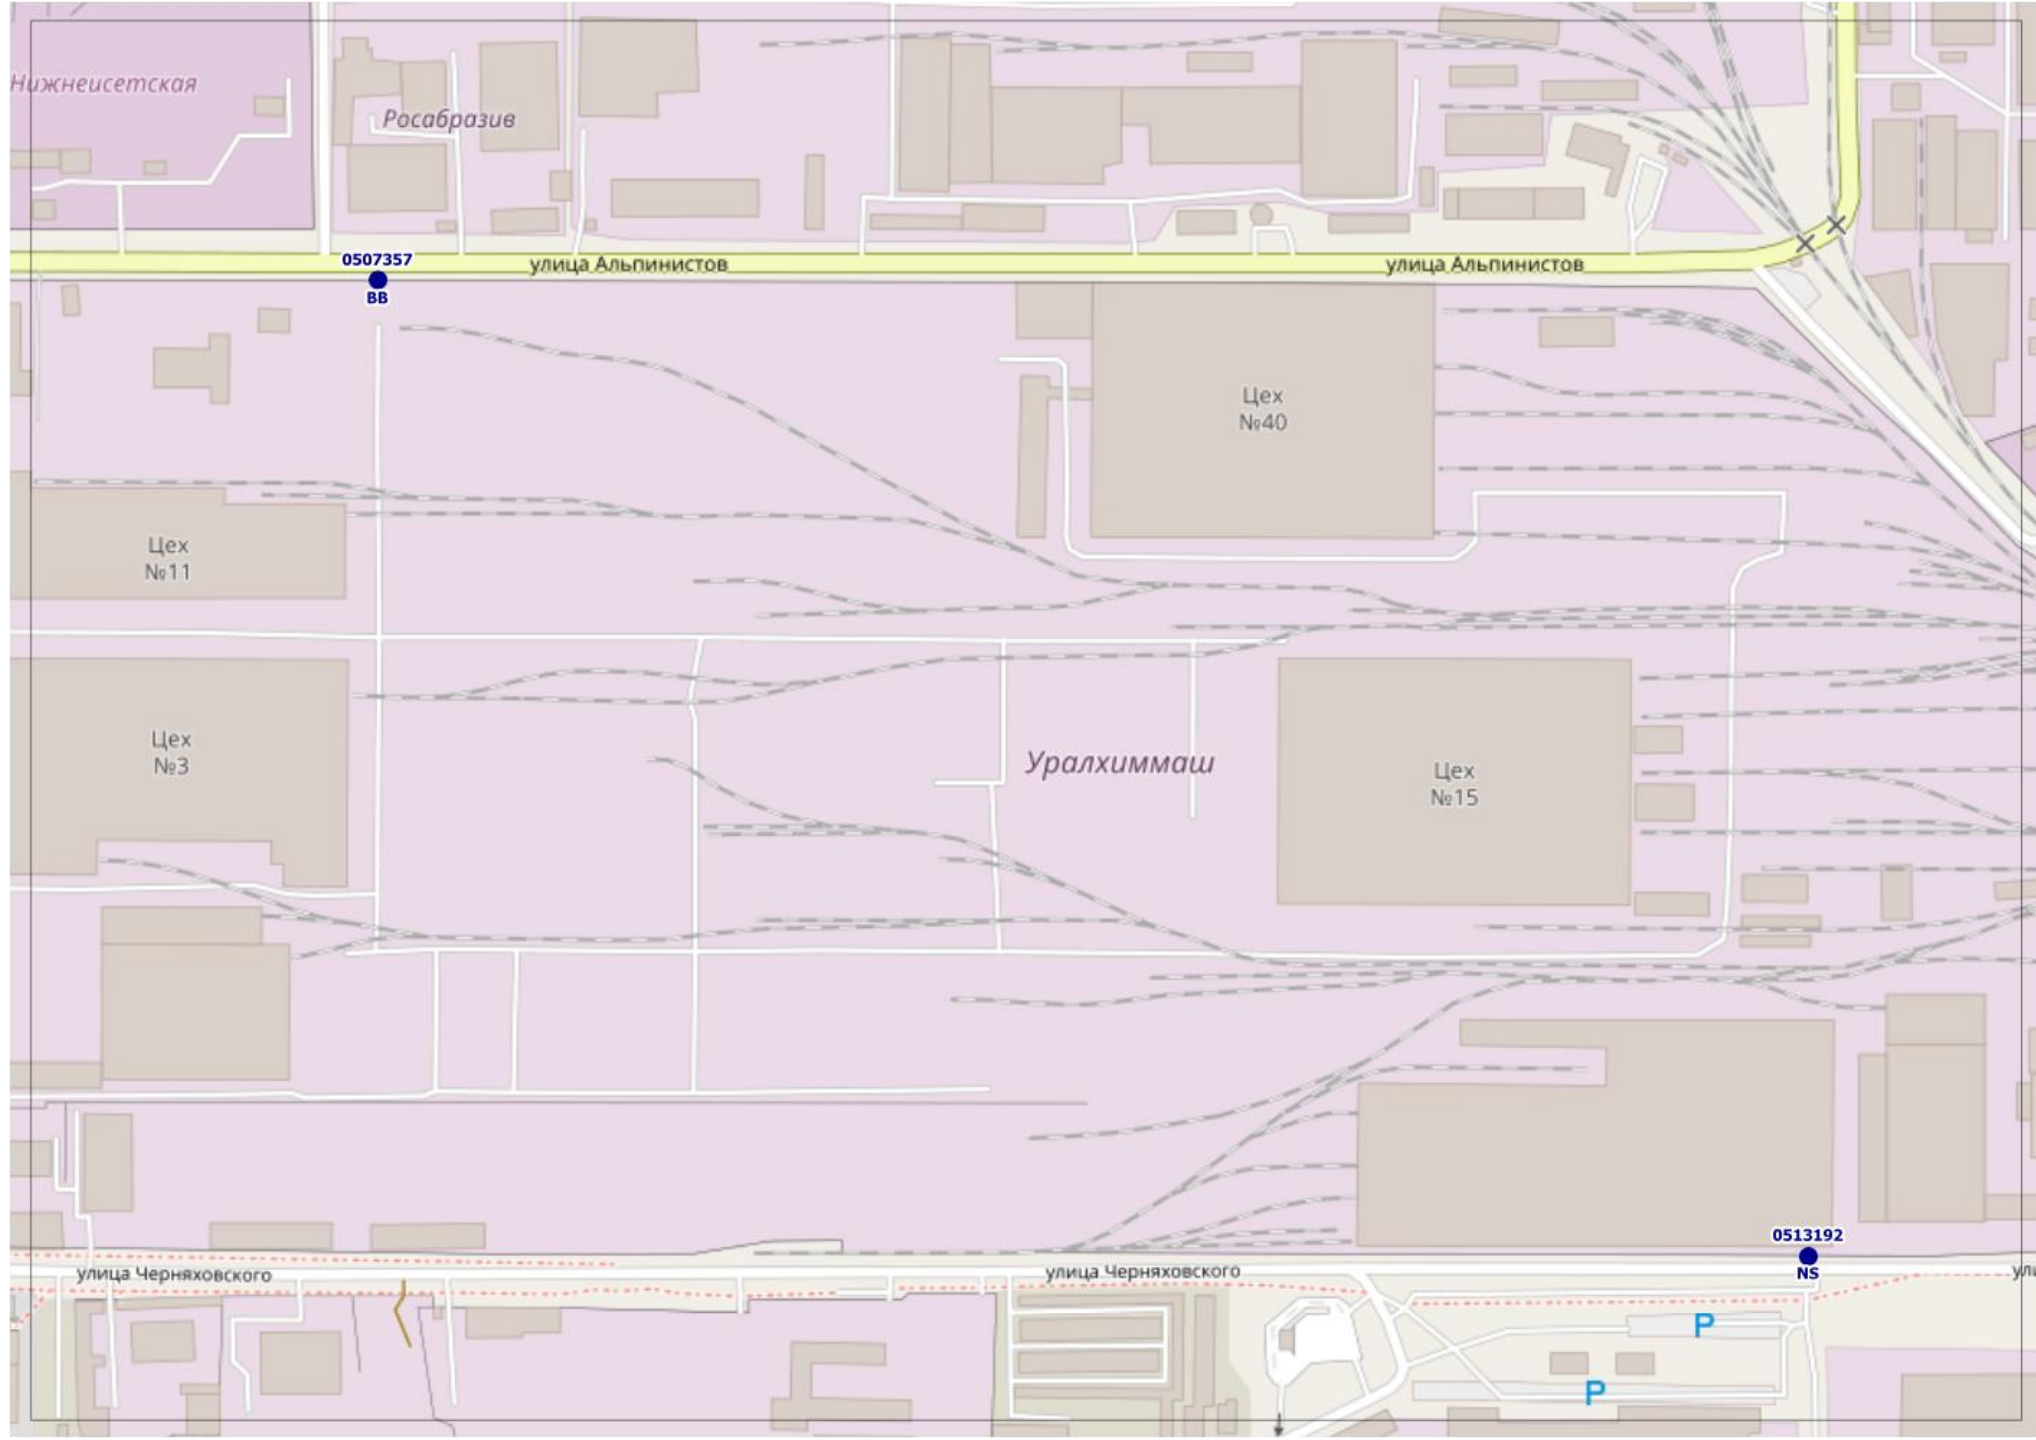 Нижнеисетская
Росабразив
0507357
BB
улица Альпинистов
улица Альпинистов
Цех
№40
Цех
№11
Цех
№3
Уралхиммаш
Цех
№15
0513192
NS
улица Черняховского
улица Черняховского
ули
P
P